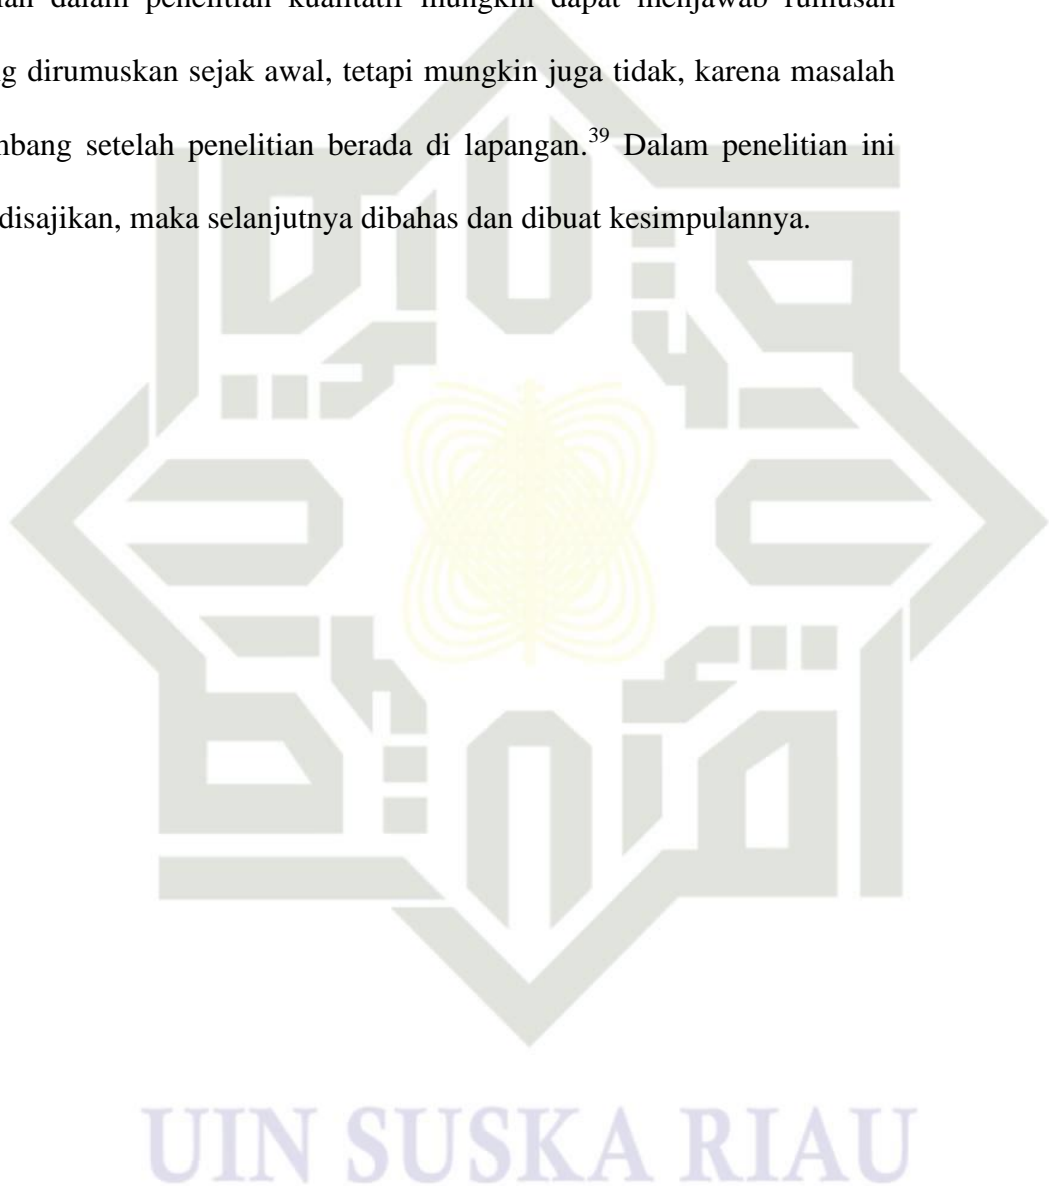 dalam penelitian kualitatif mungkin dapat menjawab rumusan
dirumuskan sejak awal, tetapi mungkin juga tidak, karena masalah
setelah penelitian berada di lapangan.³⁹ Dalam penelitian ini
disajikan, maka selanjutnya dibahas dan dibuat kesimpulannya.
UIN SUSKA RIAU